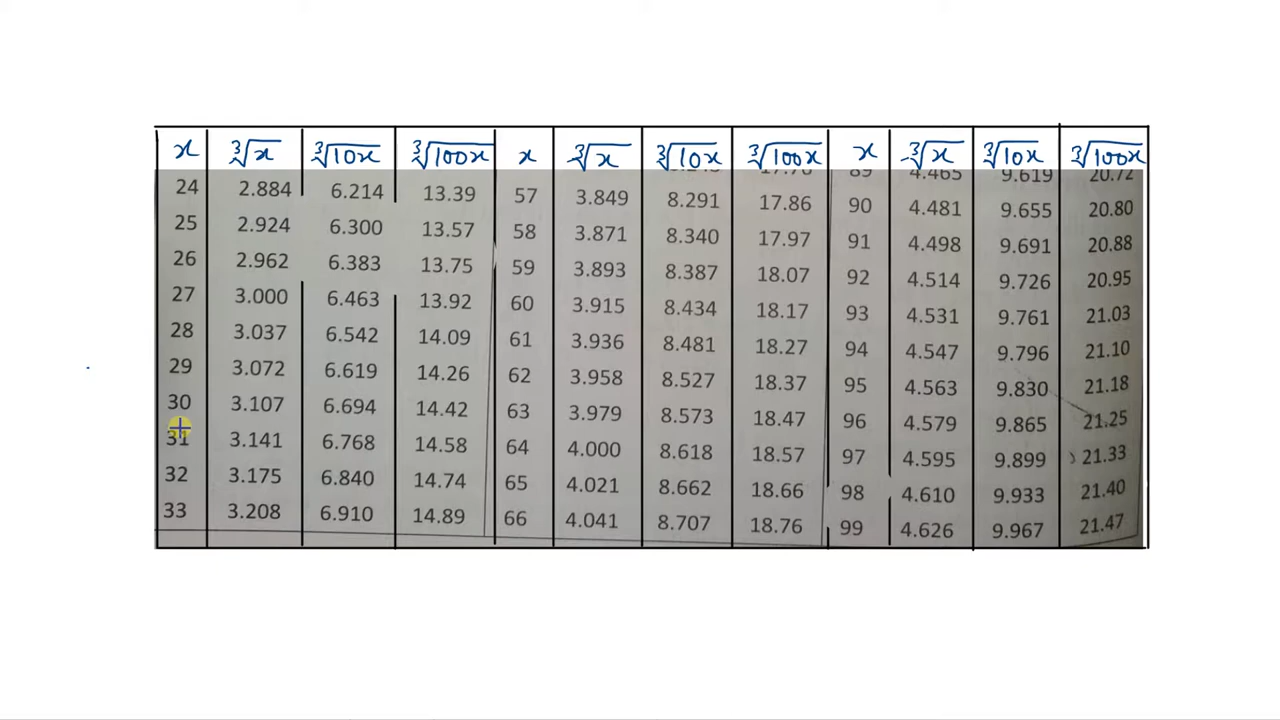 x ∛x ∛10x ∛100x x ∛x ∛10x ∛100x x ∛x ∛10x ∛100x
89 4.465 9.619 20.72
24 2.884 6.214 13.39 57 3.849 8.291 17.86 90 4.481 9.655 20.80
25 2.924 6.300 13.57 58 3.871 8.340 17.97 91 4.498 9.691 20.88
26 2.962 6.383 13.75 59 3.893 8.387 18.07 92 4.514 9.726 20.95
27 3.000 6.463 13.92 60 3.915 8.434 18.17 93 4.531 9.761 21.03
28 3.037 6.542 14.09 61 3.936 8.481 18.27 94 4.547 9.796 21.10
29 3.072 6.619 14.26 62 3.958 8.527 18.37 95 4.563 9.830 21.18
30 3.107 6.694 14.42 63 3.979 8.573 18.47 96 4.579 9.865 21.25
31 3.141 6.768 14.58 64 4.000 8.618 18.57 97 4.595 9.899 21.33
32 3.175 6.840 14.74 65 4.021 8.662 18.66 98 4.610 9.933 21.40
33 3.208 6.910 14.89 66 4.041 8.707 18.76 99 4.626 9.967 21.47